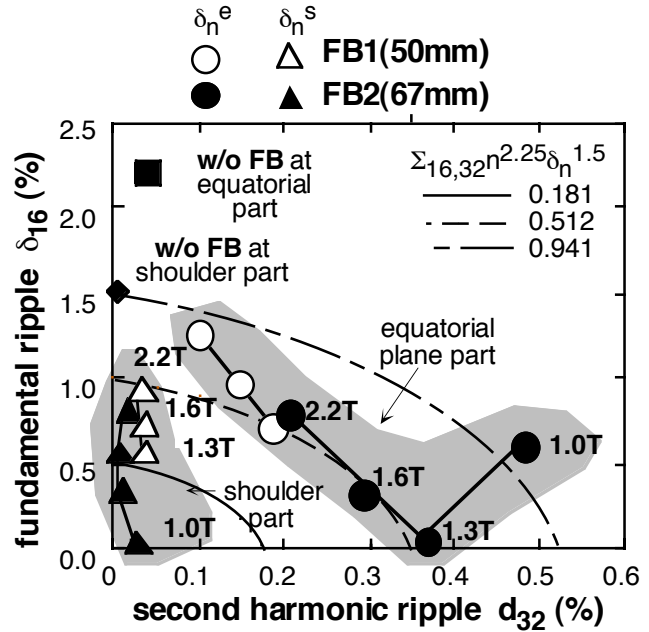 δₙᵉ δₙˢ
FB1(50mm)
FB2(67mm)
2.5
2.0
1.5
1.0
0.5
0.0
fundamental ripple δ₁₆ (%)
w/o FB at
equatorial
part
w/o FB at
shoulder part
Σ₁₆,₃₂n²·²⁵δₙ¹·⁵
0.181
0.512
0.941
equatorial
plane part
2.2T
1.6T
1.3T
1.0T
shoulder
part
2.2T
1.6T
1.3T
1.0T
0 0.1 0.2 0.3 0.4 0.5 0.6
second harmonic ripple d₃₂ (%)